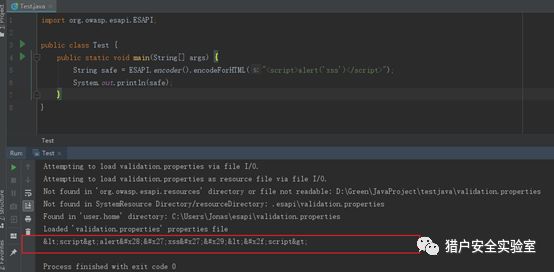 Test.java
1: Project
import org.owasp.esapi.ESAPI;
public class Test {
public static void main(String[] args) {
String safe = ESAPI.encoder().encodeForHTML( s: "<script>alert('xss')</script>");
System.out.println(safe);
}
}
Test
Run: Test
Attempting to load validation.properties via file I/O.
Attempting to load validation.properties as resource file via file I/O.
Not found in 'org.owasp.esapi.resources' directory or file not readable: D:\Green\JavaProject\testjava\validation.properties
Not found in SystemResource Directory/resourceDirectory: .esapi\validation.properties
Found in 'user.home' directory: C:\Users\Jonas\esapi\validation.properties
Loaded 'validation.properties' properties file
&lt;script&gt;alert&#x28;&#x27;xss&#x27;&#x29;&lt;&#x2f;script&gt;
Process finished with exit code 0
7: Structure
2: Favorites
猎户安全实验室